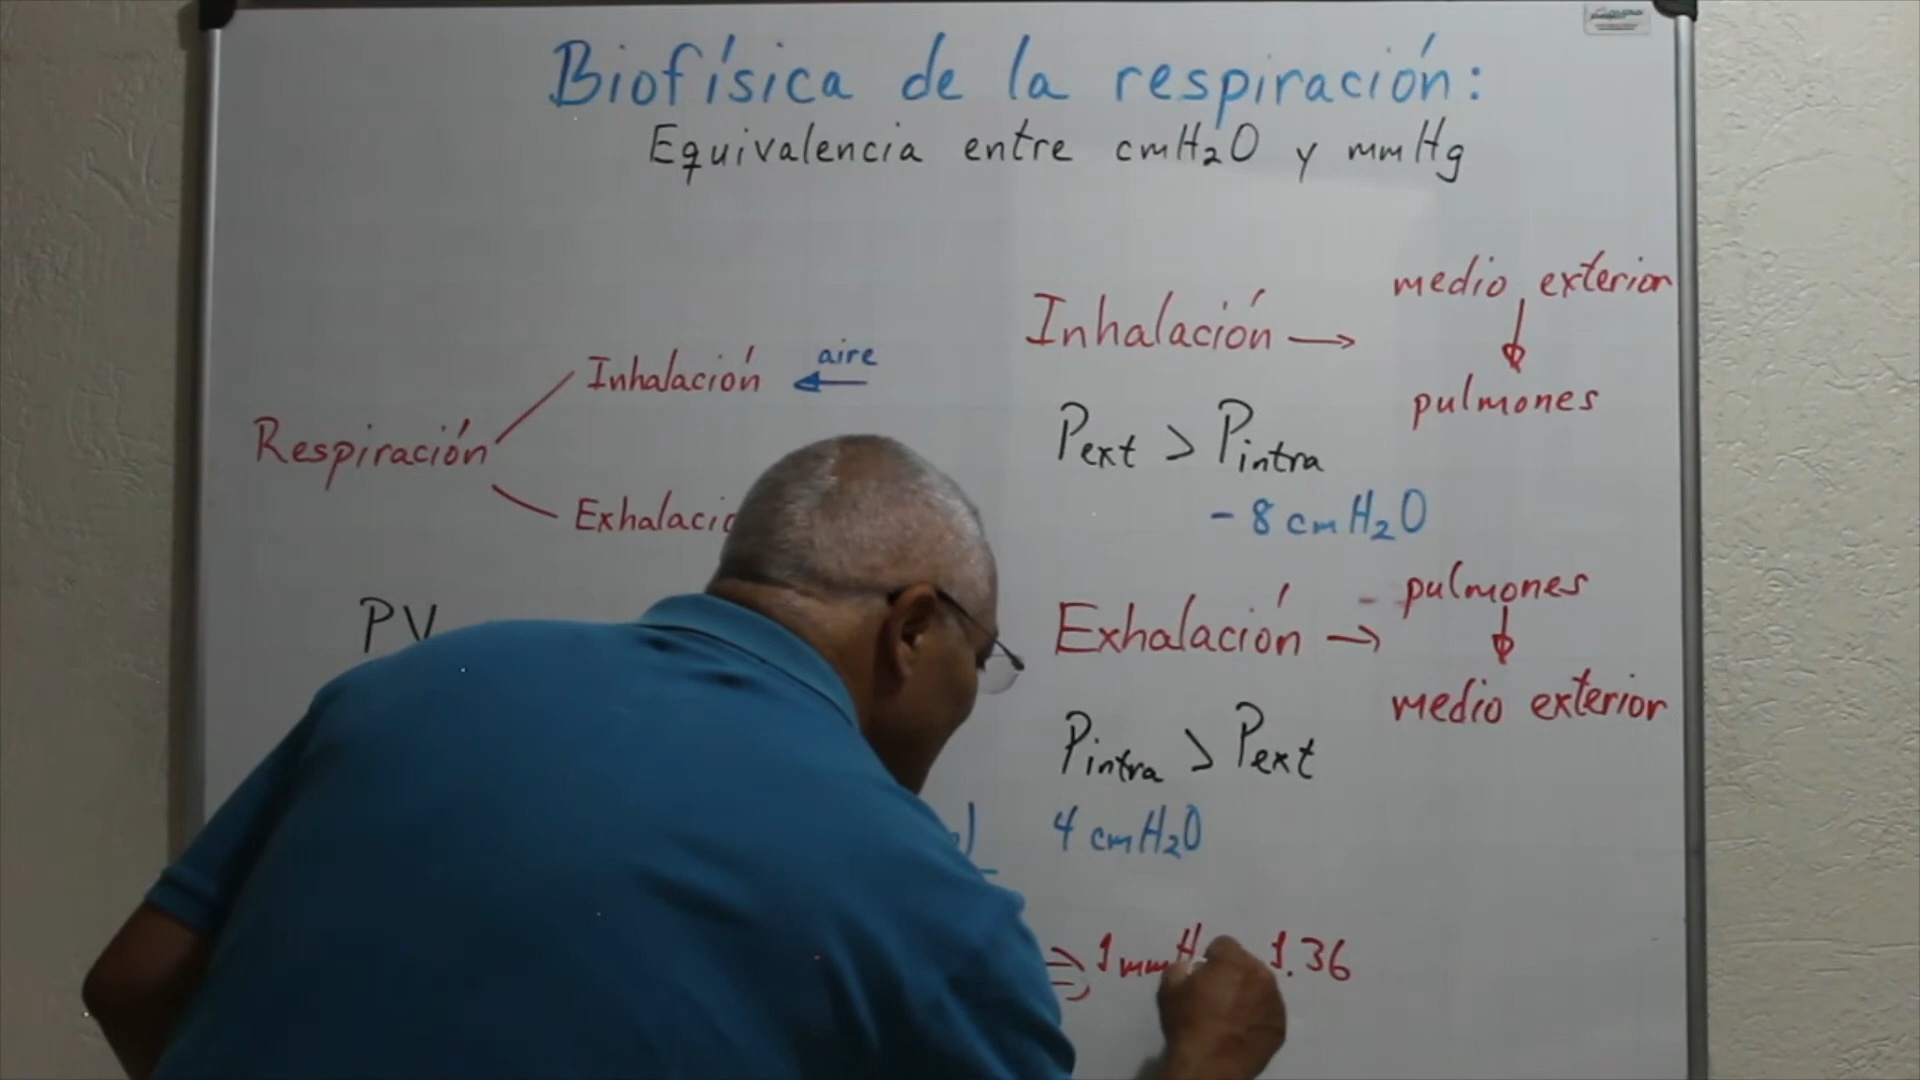 Biofísica de la respiración:
Equivalencia entre cmH₂O y mmHg
Respiración
Inhalación
aire
PV
Inhalación →
medio exterior
pulmones
Pext > Pintra
- 8 cmH₂O
Exhalación →
pulmones
medio exterior
Pintra > Pext
4 cmH₂O
1.36